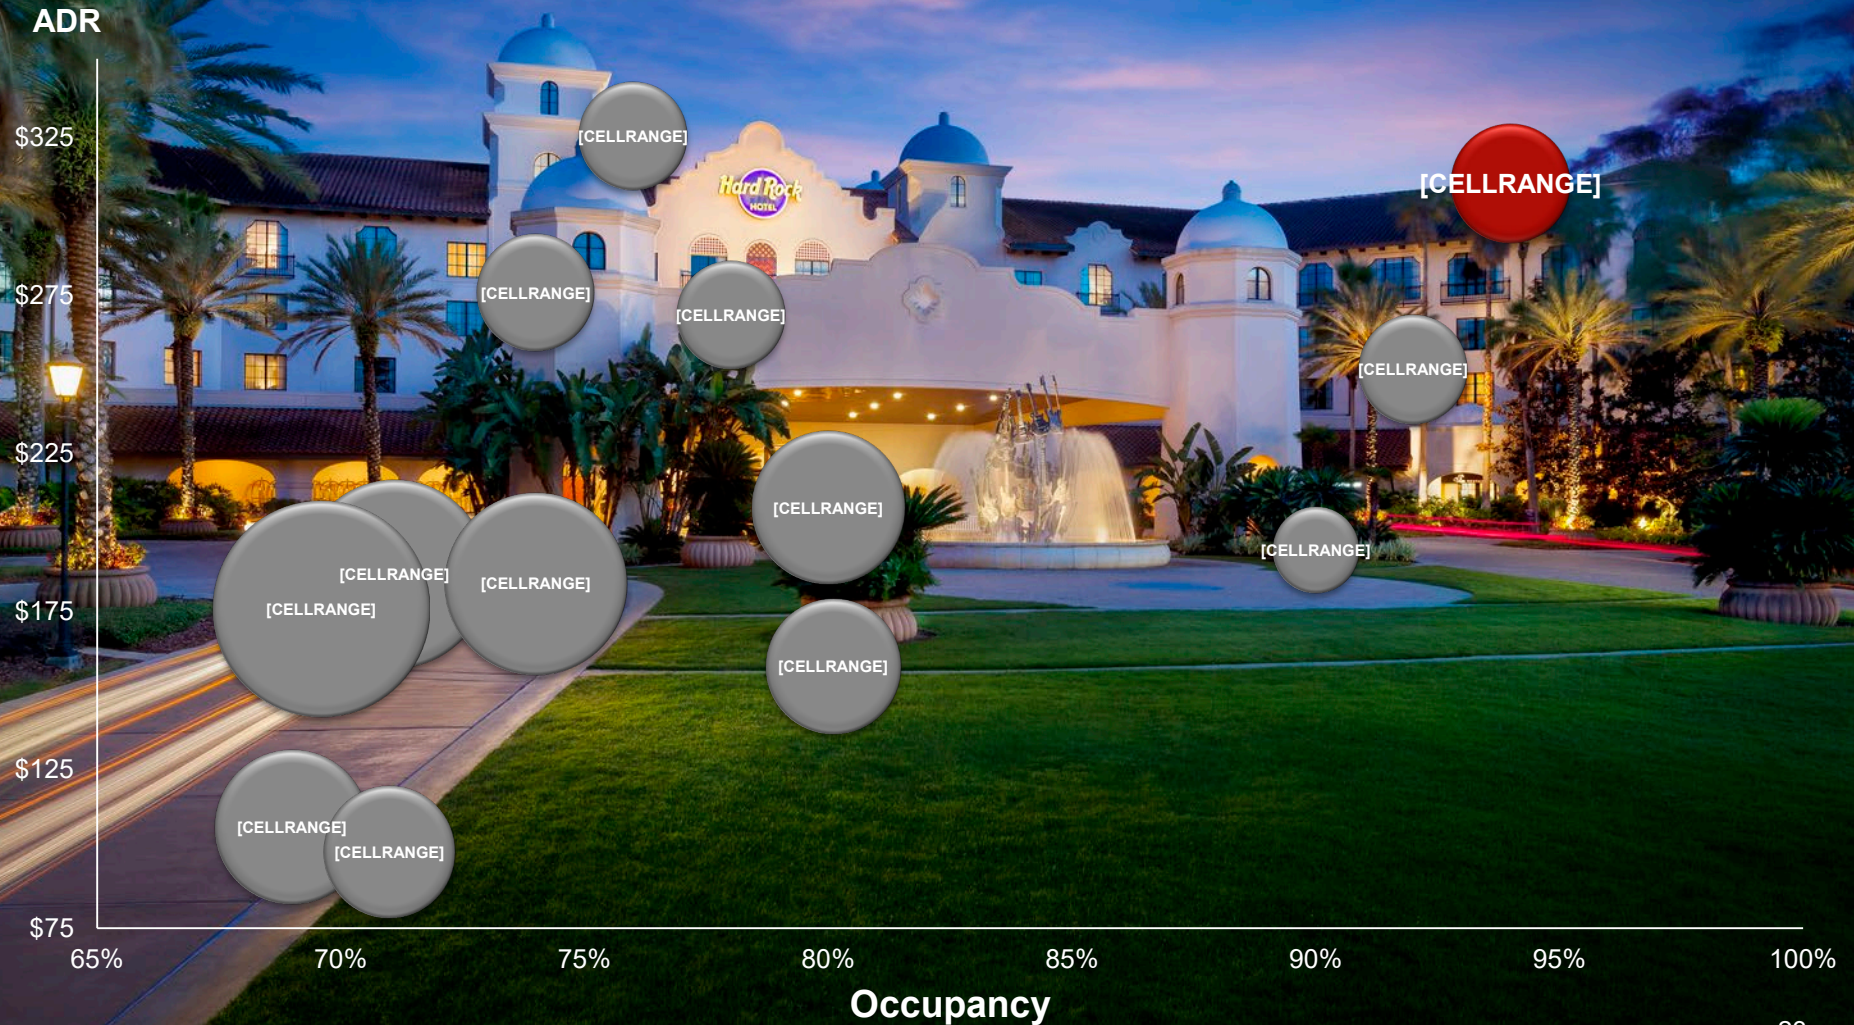 ADR
$325
$275
$225
$175
$125
$75
Hard Rock
HOTEL
[CELLRANGE]
[CELLRANGE]
[CELLRANGE]
[CELLRANGE]
[CELLRANGE]
[CELLRANGE]
[CELLRANGE]
[CELLRANGE]
[CELLRANGE]
[CELLRANGE]
[CELLRANGE]
[CELLRANGE]
[CELLRANGE]
65% 70% 75% 80% 85% 90% 95% 100%
Occupancy